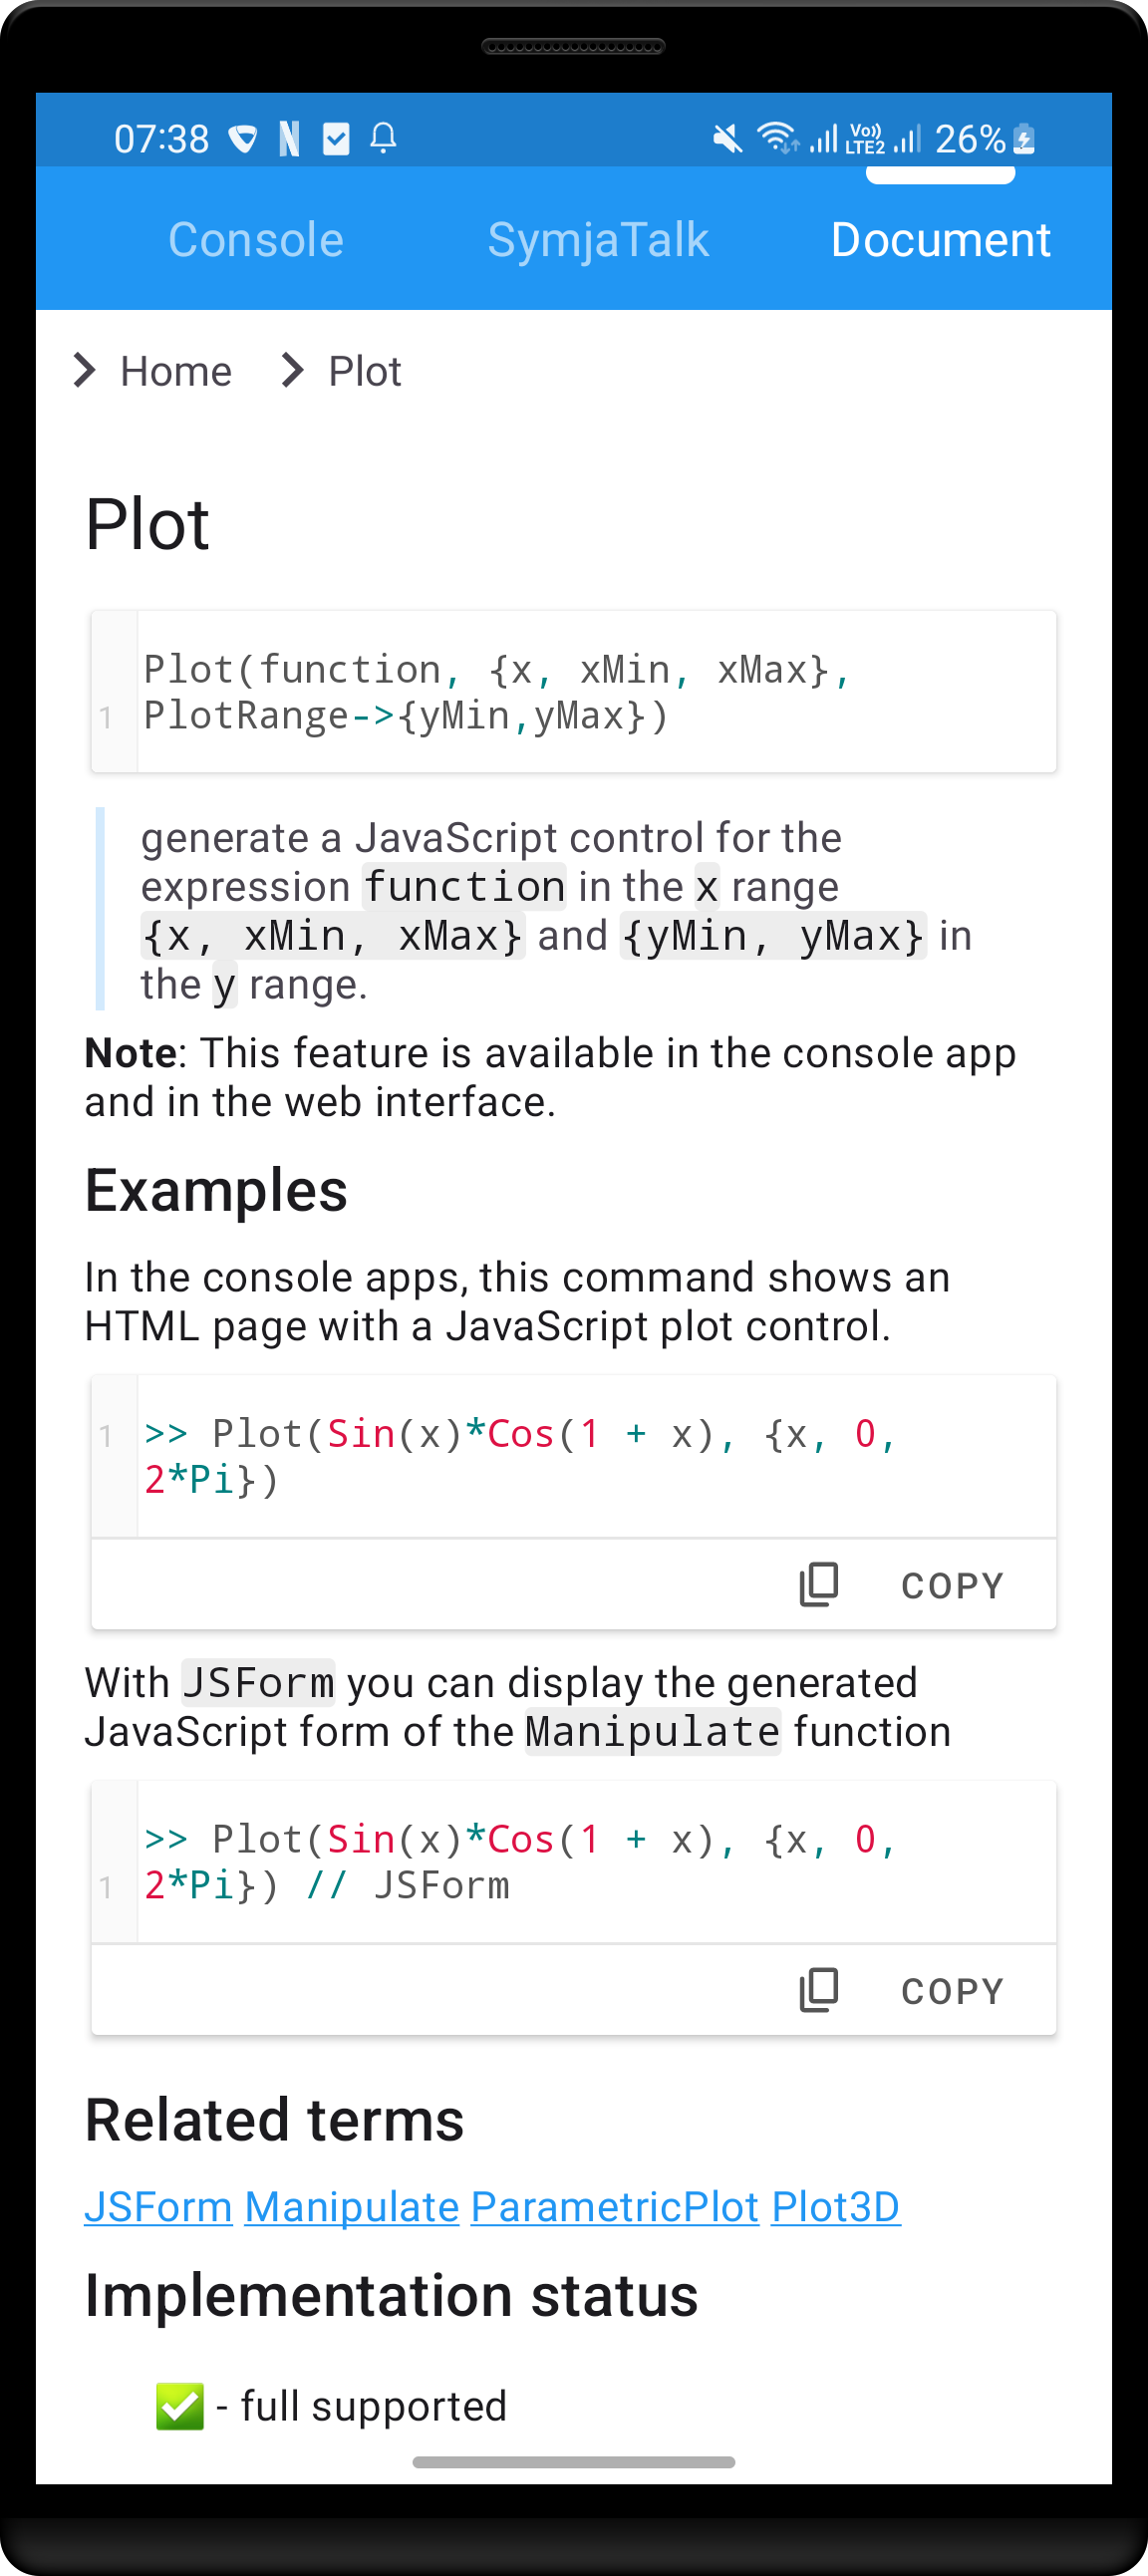 07:38 N Vo)) LTE2 26%
Console SymjaTalk Document
Home Plot
Plot
Plot(function, {x, xMin, xMax},
1 PlotRange->{yMin,yMax})
generate a JavaScript control for the
expression function in the x range
{x, xMin, xMax} and {yMin, yMax} in
the y range.
Note: This feature is available in the console app
and in the web interface.
Examples
In the console apps, this command shows an
HTML page with a JavaScript plot control.
1 >> Plot(Sin(x)*Cos(1 + x), {x, 0,
2*Pi})
COPY
With JSForm you can display the generated
JavaScript form of the Manipulate function
>> Plot(Sin(x)*Cos(1 + x), {x, 0,
1 2*Pi}) // JSForm
COPY
Related terms
JSForm Manipulate ParametricPlot Plot3D
Implementation status
- full supported